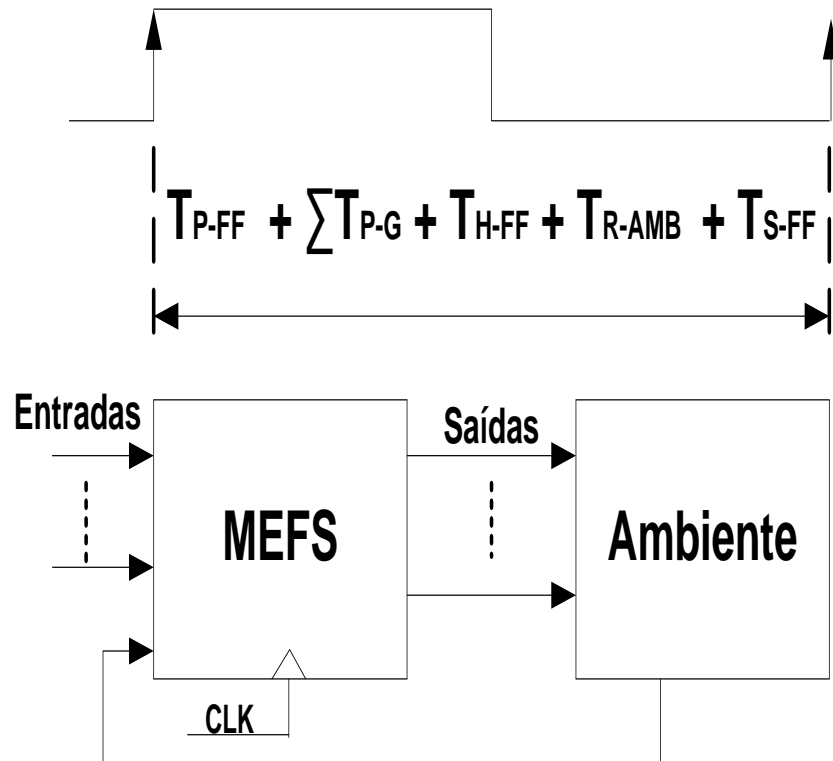 TP-FF + ∑TP-G + TH-FF + TR-AMB + TS-FF
Entradas
Saídas
MEFS
Ambiente
CLK